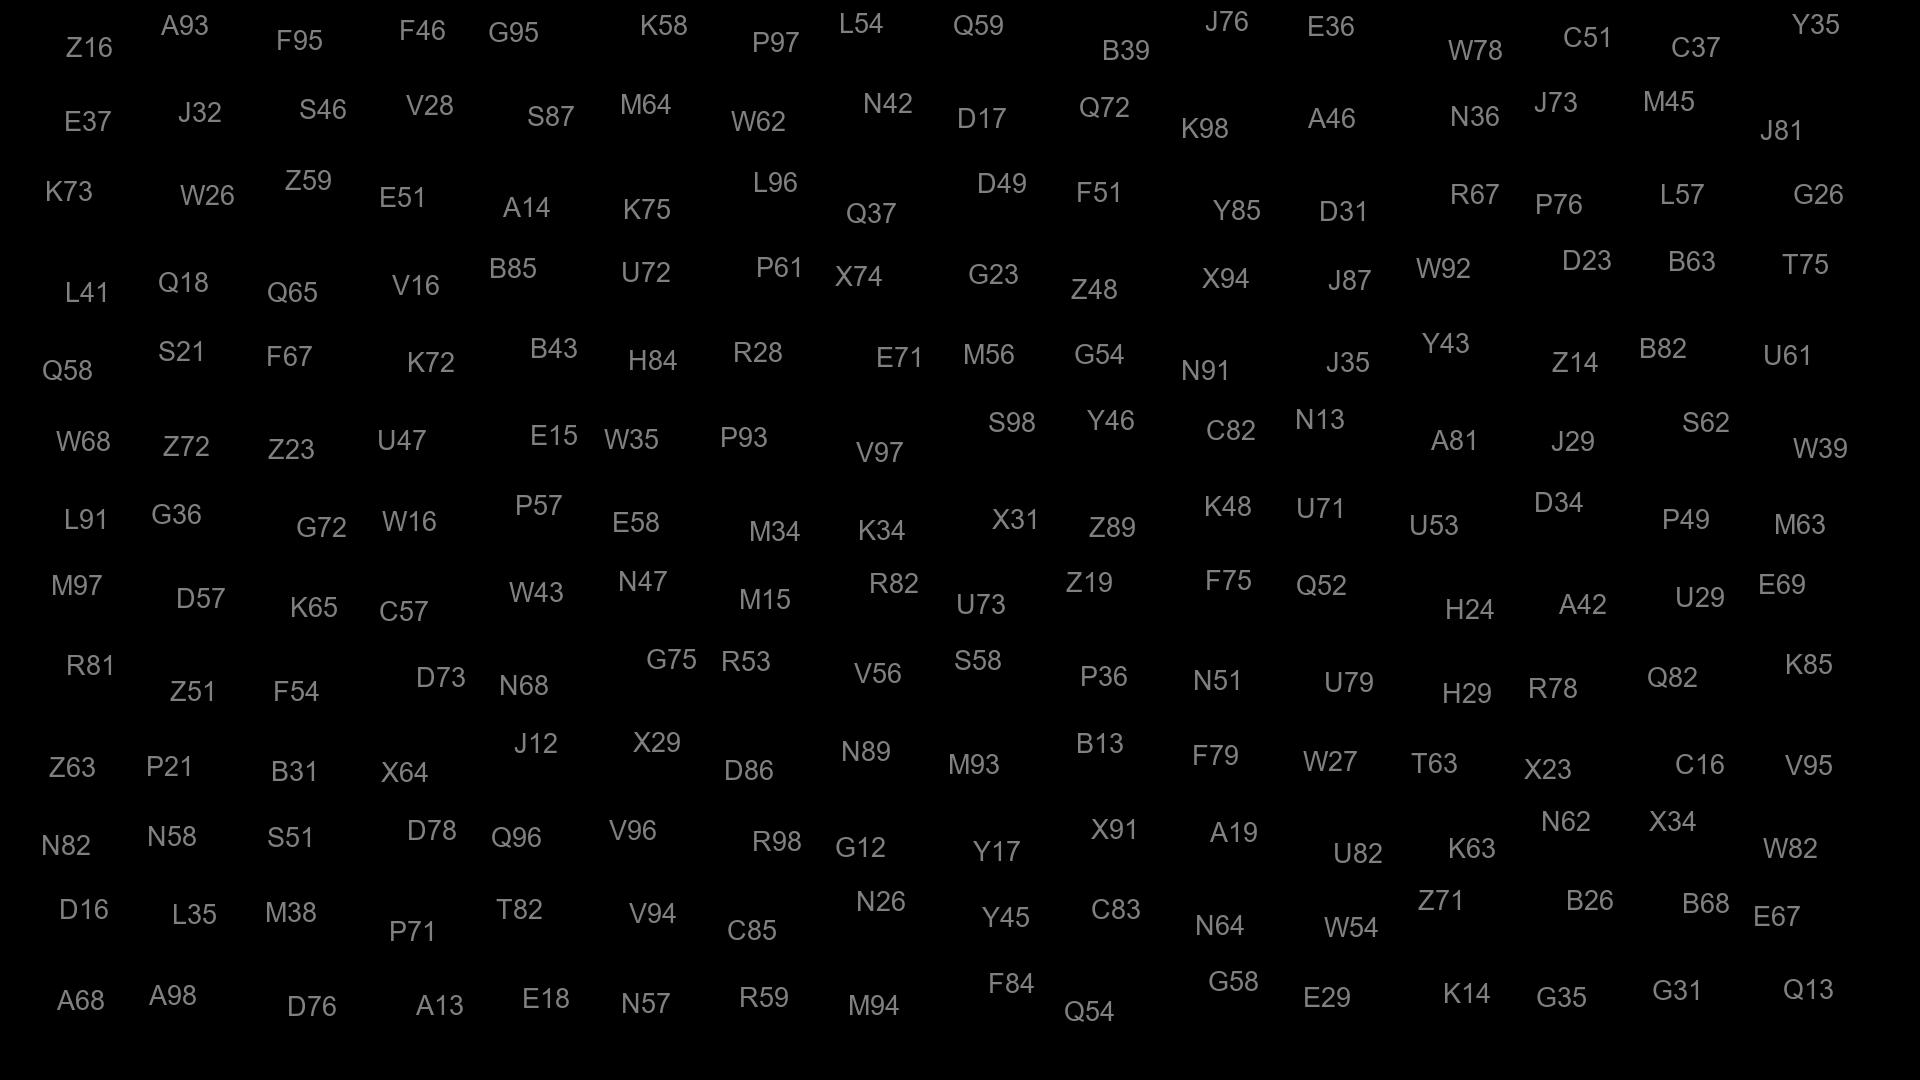 Z16 A93 F95 F46 G95 K58 P97 L54 Q59 B39 J76 E36 W78 C51 C37 Y35
E37 J32 S46 V28 S87 M64 W62 N42 D17 Q72 K98 A46 N36 J73 M45 J81
K73 W26 Z59 E51 A14 K75 L96 Q37 D49 F51 Y85 D31 R67 P76 L57 G26
L41 Q18 Q65 V16 B85 U72 P61 X74 G23 Z48 X94 J87 W92 D23 B63 T75
Q58 S21 F67 K72 B43 H84 R28 E71 M56 G54 N91 J35 Y43 Z14 B82 U61
W68 Z72 Z23 U47 E15 W35 P93 V97 S98 Y46 C82 N13 A81 J29 S62 W39
L91 G36 G72 W16 P57 E58 M34 K34 X31 Z89 K48 U71 U53 D34 P49 M63
M97 D57 K65 C57 W43 N47 M15 R82 U73 Z19 F75 Q52 H24 A42 U29 E69
R81 Z51 F54 D73 N68 G75 R53 V56 S58 P36 N51 U79 H29 R78 Q82 K85
Z63 P21 B31 X64 J12 X29 D86 N89 M93 B13 F79 W27 T63 X23 C16 V95
N82 N58 S51 D78 Q96 V96 R98 G12 Y17 X91 A19 U82 K63 N62 X34 W82
D16 L35 M38 P71 T82 V94 C85 N26 Y45 C83 N64 W54 Z71 B26 B68 E67
A68 A98 D76 A13 E18 N57 R59 M94 F84 Q54 G58 E29 K14 G35 G31 Q13